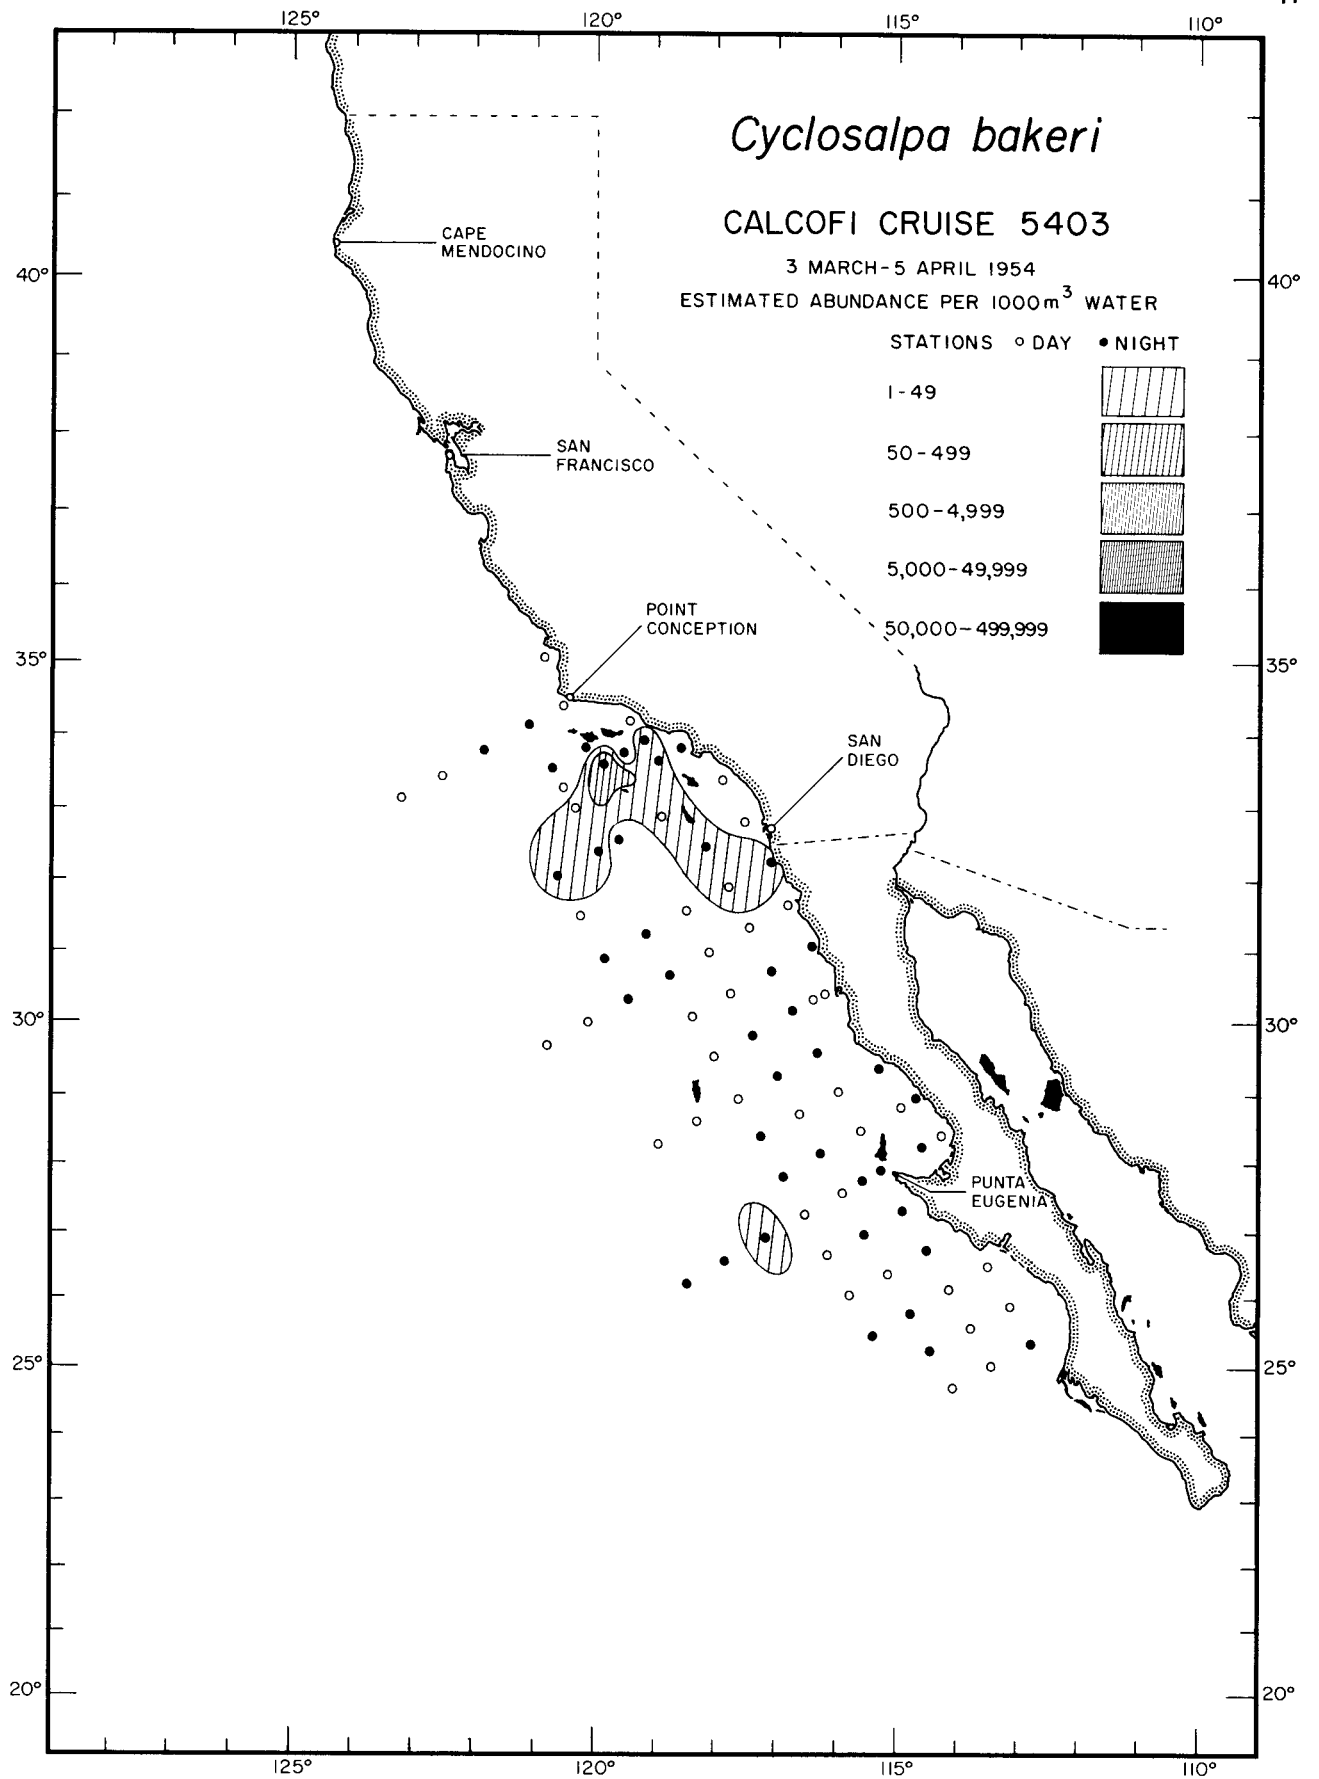 125°
120°
115°
110°
Cyclosalpa bakeri
CALCOFI CRUISE 5403
3 MARCH-5 APRIL 1954
ESTIMATED ABUNDANCE PER 1000m³ WATER
STATIONS DAY NIGHT
1-49
50-499
500-4,999
5,000-49,999
50,000-499,999
CAPE
MENDOCINO
40°
40°
SAN
FRANCISCO
POINT
CONCEPTION
35°
35°
SAN
DIEGO
30°
30°
PUNTA
EUGENIA
25°
25°
20°
20°
125°
120°
115°
110°